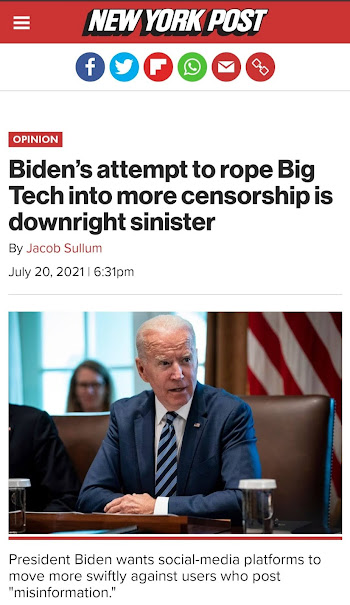 NEW YORK POST
OPINION
Biden's attempt to rope Big
Tech into more censorship is
downright sinister
By Jacob Sullum
July 20, 2021 | 6:31pm
President Biden wants social-media platforms to
move more swiftly against users who post
"misinformation."